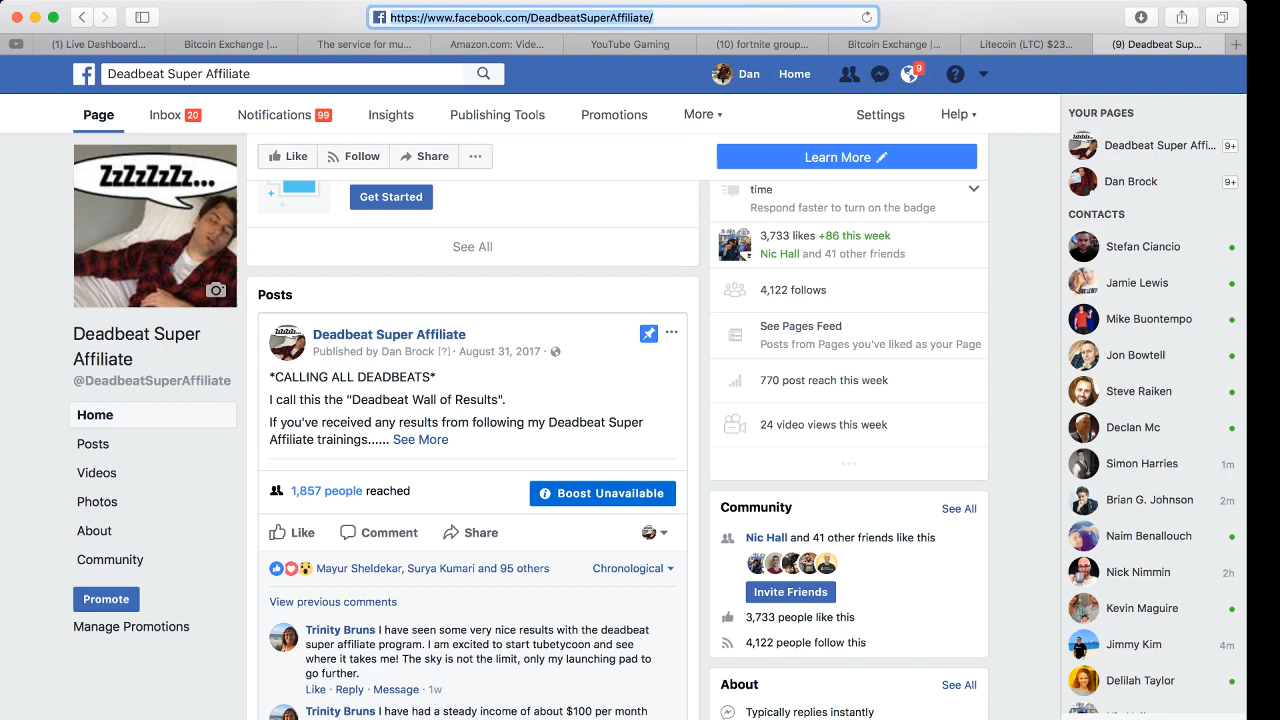 https://www.facebook.com/DeadbeatSuperAffiliate/
(1) Live Dashboard...
Bitcoin Exchange |...
The service for mu...
Amazon.com: Vide...
YouTube Gaming
(10) fortnite group...
Bitcoin Exchange |...
Litecoin (LTC) $23...
(9) Deadbeat Sup...
Deadbeat Super Affiliate
Dan
Home
9
Page
Inbox 20
Notifications 99
Insights
Publishing Tools
Promotions
More
Settings
Help
ZzZzZZz...
Deadbeat Super
Affiliate
@DeadbeatSuperAffiliate
Home
Posts
Videos
Photos
About
Community
Promote
Manage Promotions
Like
Follow
Share
...
Learn More
Get Started
See All
Posts
Deadbeat Super Affiliate
Published by Dan Brock [?] · August 31, 2017 ·
*CALLING ALL DEADBEATS*
I call this the "Deadbeat Wall of Results".
If you've received any results from following my Deadbeat Super
Affiliate trainings...... See More
1,857 people reached
Boost Unavailable
Like
Comment
Share
Mayur Sheldekar, Surya Kumari and 95 others
Chronological
View previous comments
Trinity Bruns I have seen some very nice results with the deadbeat
super affiliate program. I am excited to start tubetycoon and see
where it takes me! The sky is not the limit, only my launching pad to
go further.
Like · Reply · Message · 1w
Trinity Bruns I have had a steady income of about $100 per month
time
Respond faster to turn on the badge
3,733 likes +86 this week
Nic Hall and 41 other friends
4,122 follows
See Pages Feed
Posts from Pages you've liked as your Page
770 post reach this week
24 video views this week
Community
See All
Nic Hall and 41 other friends like this
Invite Friends
3,733 people like this
4,122 people follow this
About
See All
Typically replies instantly
YOUR PAGES
Deadbeat Super Affi... 9+
Dan Brock 9+
CONTACTS
Stefan Ciancio
Jamie Lewis
Mike Buontempo
Jon Bowtell
Steve Raiken
Declan Mc
Simon Harries 1m
Brian G. Johnson 2m
Naim Benallouch
Nick Nimmin 2h
Kevin Maguire
Jimmy Kim 4m
Delilah Taylor